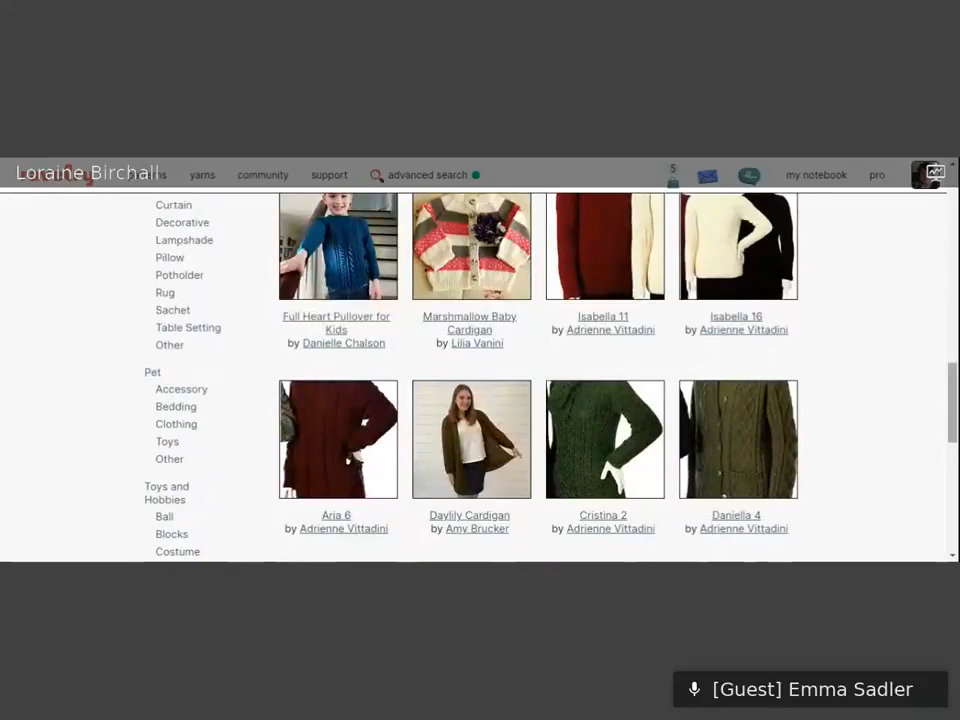 Loraine Birchall
yarns
community
support
advanced search
5
my notebook
pro
Curtain
Decorative
Lampshade
Pillow
Potholder
Rug
Sachet
Table Setting
Other
Pet
Accessory
Bedding
Clothing
Toys
Other
Toys and
Hobbies
Ball
Blocks
Costume
Full Heart Pullover for
Kids
by Danielle Chalson
Marshmallow Baby
Cardigan
by Lilia Vanini
Isabella 11
by Adrienne Vittadini
Isabella 16
by Adrienne Vittadini
Aria 6
by Adrienne Vittadini
Daylily Cardigan
by Amy Brucker
Cristina 2
by Adrienne Vittadini
Daniella 4
by Adrienne Vittadini
[Guest] Emma Sadler